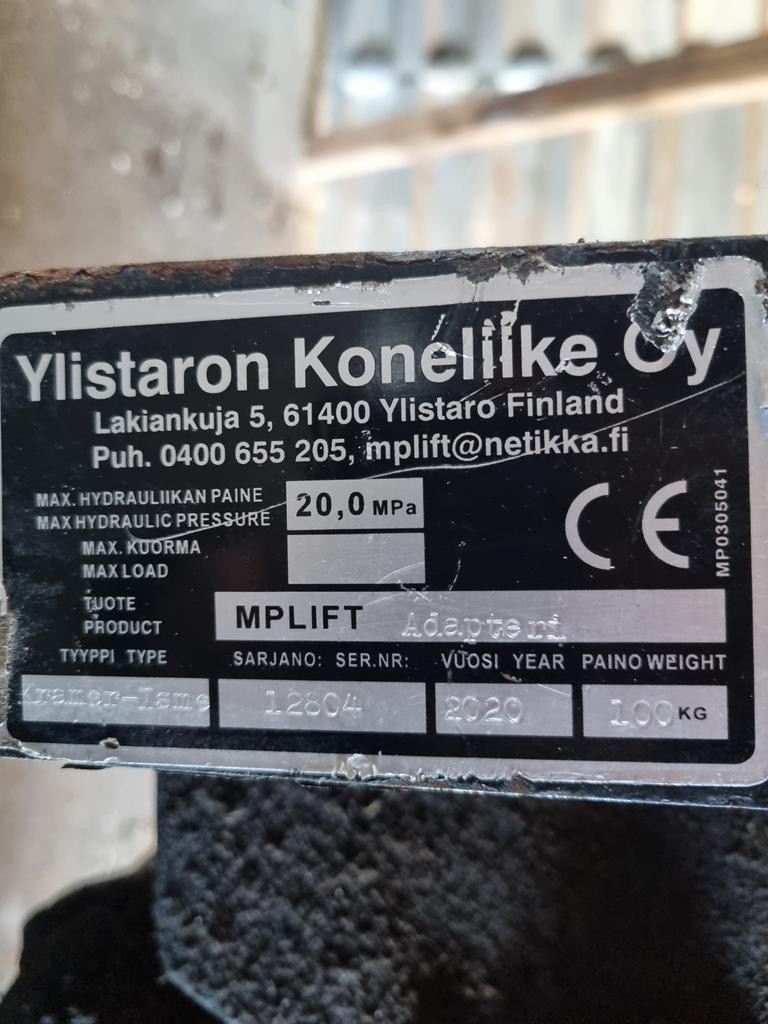 Ylistaron Koneliike Oy
Lakiankuja 5, 61400 Ylistaro Finland
Puh. 0400 655 205, mplift@netikka.fi
MAX. HYDRAULIIKAN PAINE
MAX HYDRAULIC PRESSURE
20,0 MPa
MAX. KUORMA
MAX LOAD
CE
MP0305041
TUOTE
PRODUCT
MPLIFT Adapteri
TYYPPI TYPE
SARJANO: SER.NR:
VUOSI YEAR
PAINO WEIGHT
Kramer-Isme
12804
2020
100 KG